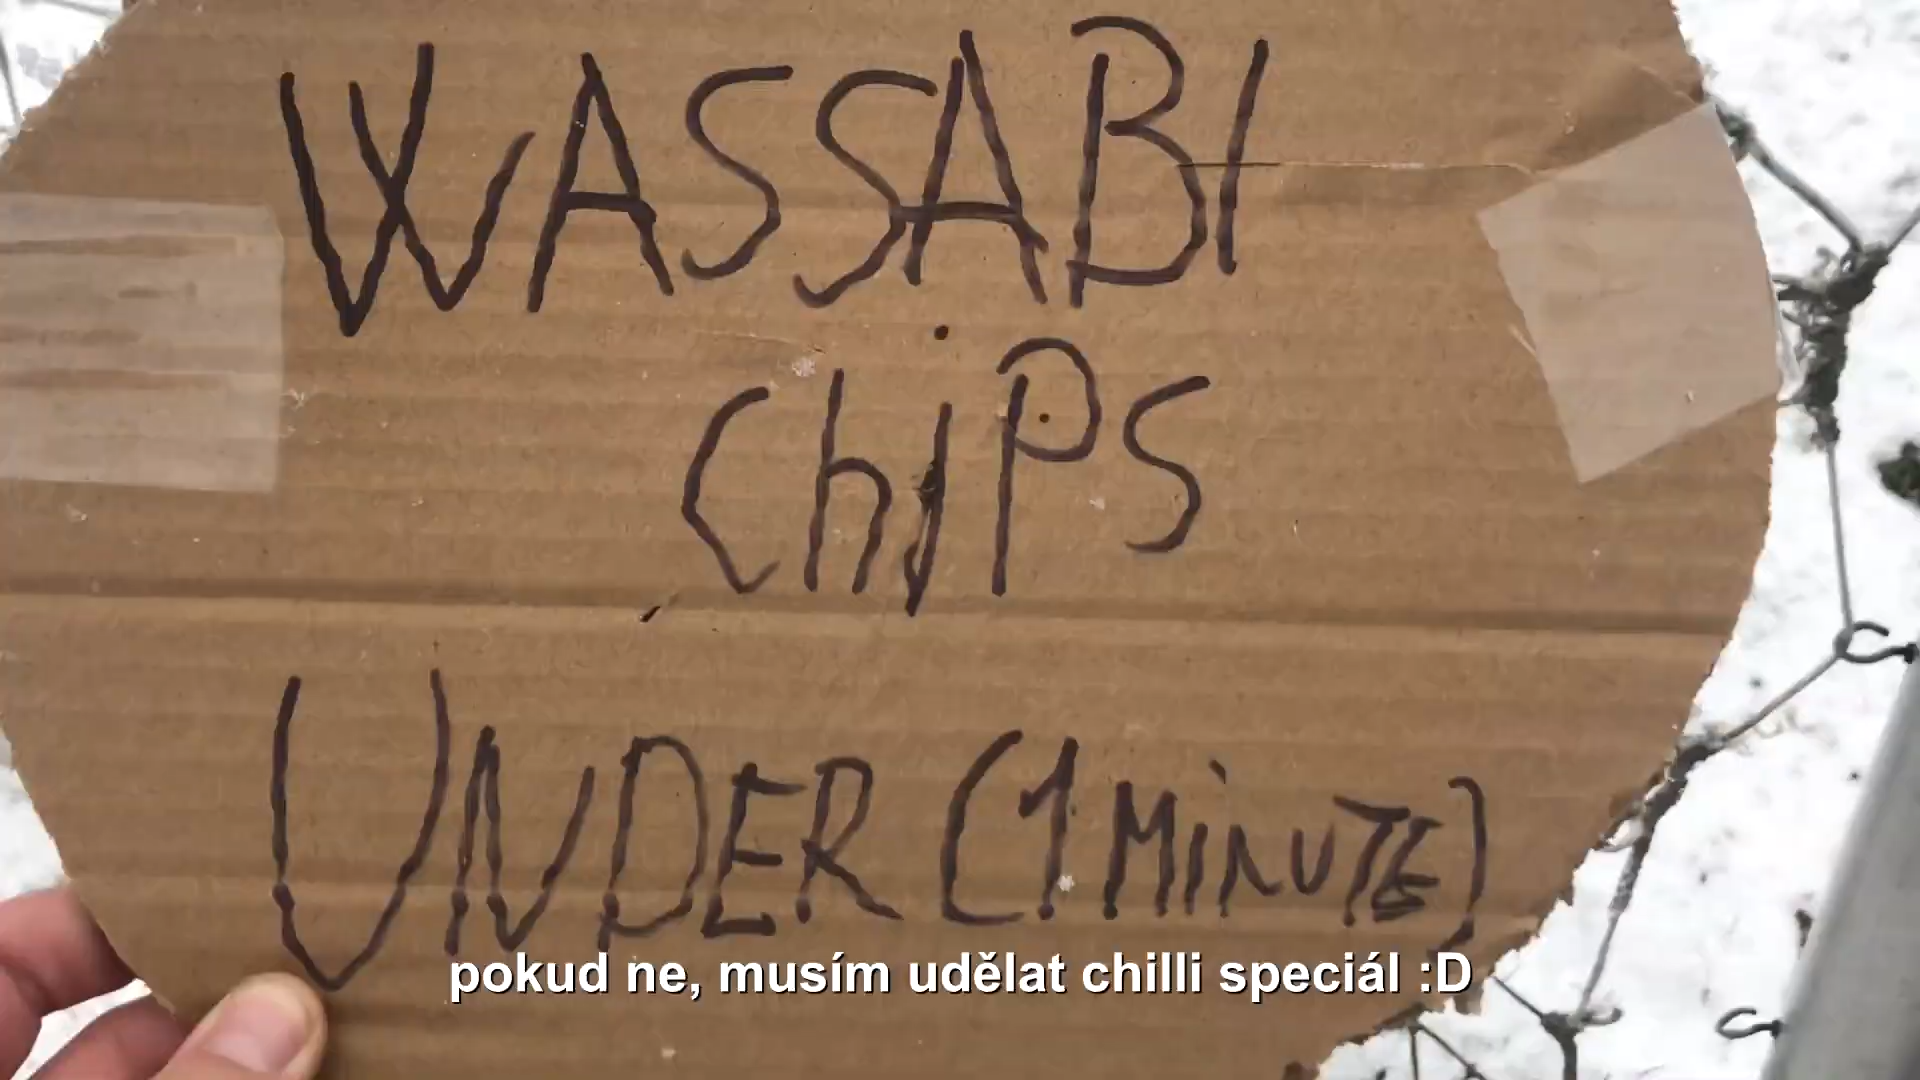 WASSABI
ChiPS
UNDER (1 MiNUTE)
pokud ne, musím udělat chilli speciál :D